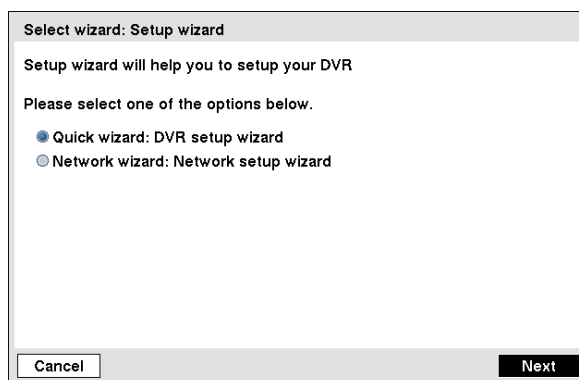 Select wizard: Setup wizard
Setup wizard will help you to setup your DVR
Please select one of the options below.
Quick wizard: DVR setup wizard
Network wizard: Network setup wizard
Cancel
Next